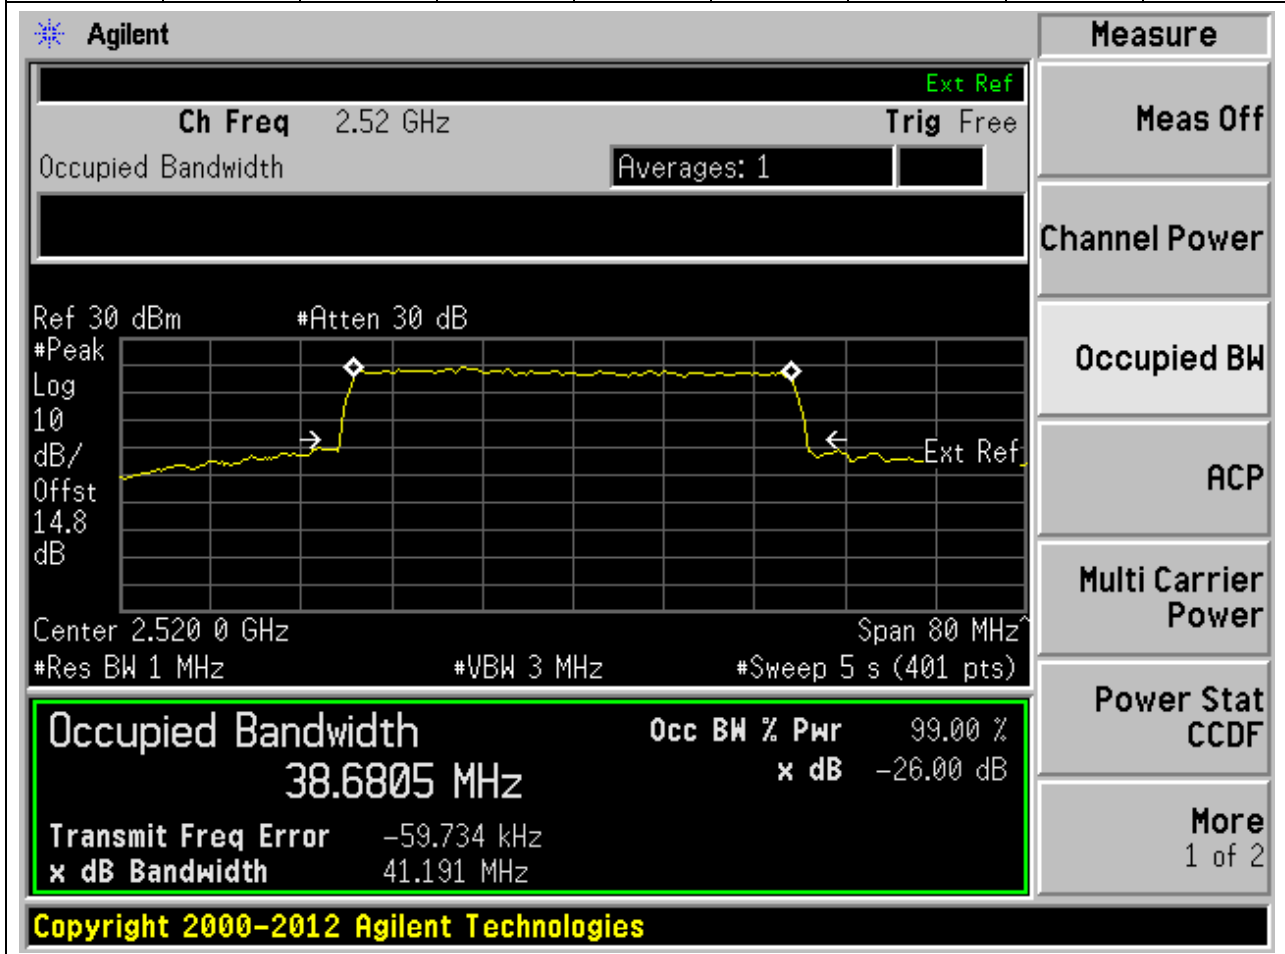 Agilent
Measure
Ext Ref
Ch Freq 2.52 GHz Trig Free
Meas Off
Occupied Bandwidth Averages: 1
Channel Power
Ref 30 dBm #Atten 30 dB
#Peak
Log
10
dB/
Offst
14.8
dB
Ext Ref
Occupied BW
ACP
Center 2.520 0 GHz Span 80 MHz^
#Res BW 1 MHz #VBW 3 MHz #Sweep 5 s (401 pts)
Multi Carrier
Power
Occupied Bandwidth Occ BW % Pwr 99.00 %
38.6805 MHz x dB -26.00 dB
Transmit Freq Error -59.734 kHz
x dB Bandwidth 41.191 MHz
Power Stat
CCDF
More
1 of 2
Copyright 2000-2012 Agilent Technologies